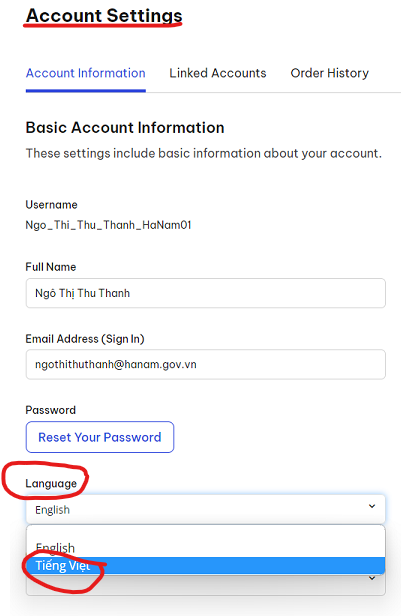 Account Settings
Account Information Linked Accounts Order History
Basic Account Information
These settings include basic information about your account.
Username
Ngo_Thi_Thu_Thanh_HaNam01
Full Name
Ngô Thị Thu Thanh
Email Address (Sign In)
ngothithuthanh@hanam.gov.vn
Password
Reset Your Password
Language
English
English
Tiếng Việt